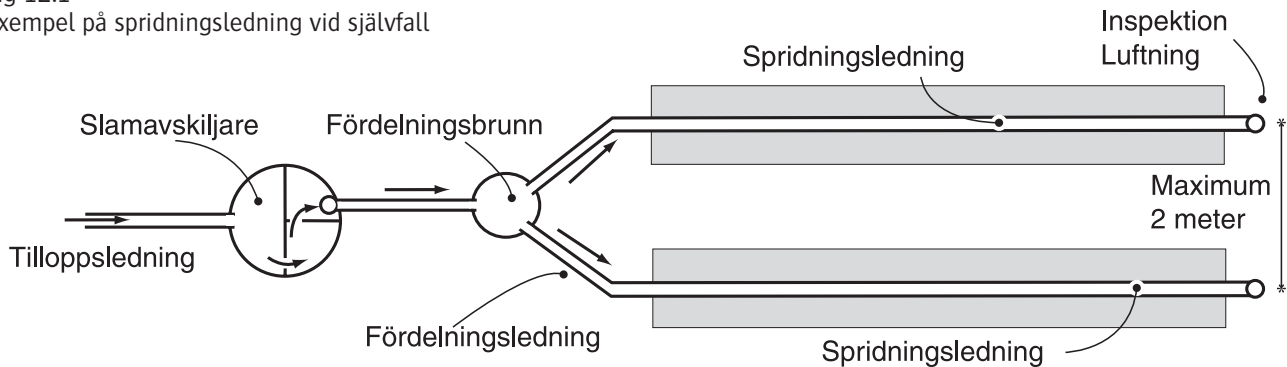 xempel på spridningsledning vid självfall
Inspektion
Luftning
Spridningsledning
Slamavskiljare
Fördelningsbrunn
Maximum
2 meter
Tilloppsledning
Fördelningsledning
Spridningsledning